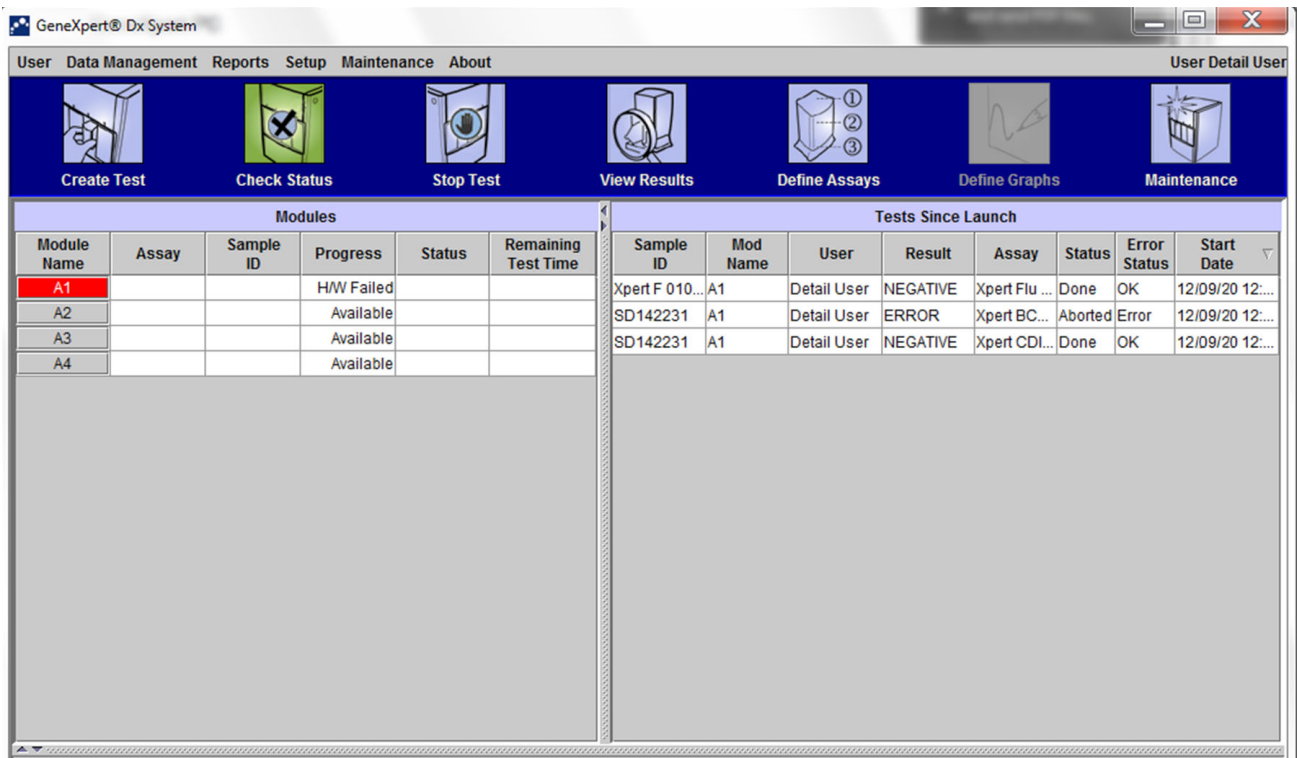 GeneXpert® Dx System
User Data Management Reports Setup Maintenance About User Detail User
① ② ③
Create Test Check Status Stop Test View Results Define Assays Define Graphs Maintenance
Modules
Module Name Assay Sample ID Progress Status Remaining Test Time
A1 H/W Failed
A2 Available
A3 Available
A4 Available
Tests Since Launch
Sample ID Mod Name User Result Assay Status Error Status Start Date
Xpert F 010... A1 Detail User NEGATIVE Xpert Flu ... Done OK 12/09/20 12:...
SD142231 A1 Detail User ERROR Xpert BC... Aborted Error 12/09/20 12:...
SD142231 A1 Detail User NEGATIVE Xpert CDI... Done OK 12/09/20 12:...